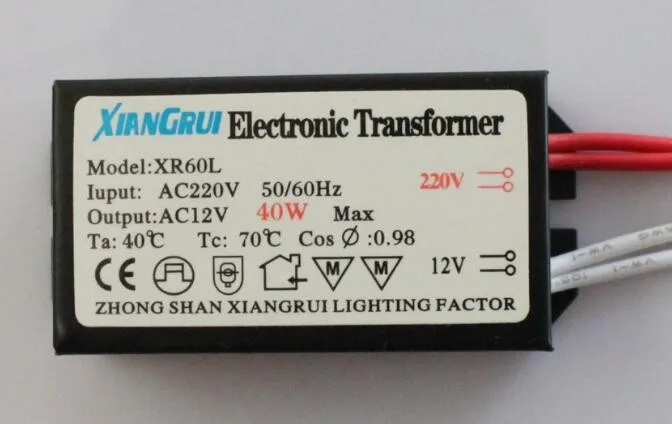 XIANGRUI Electronic Transformer
Model:XR60L
Iuput: AC220V 50/60Hz
220V
Output:AC12V 40W Max
Ta:40℃ Tc: 70℃ Cos Ø:0.98
CE M M
12V
ZHONG SHAN XIANGRUI LIGHTING FACTOR